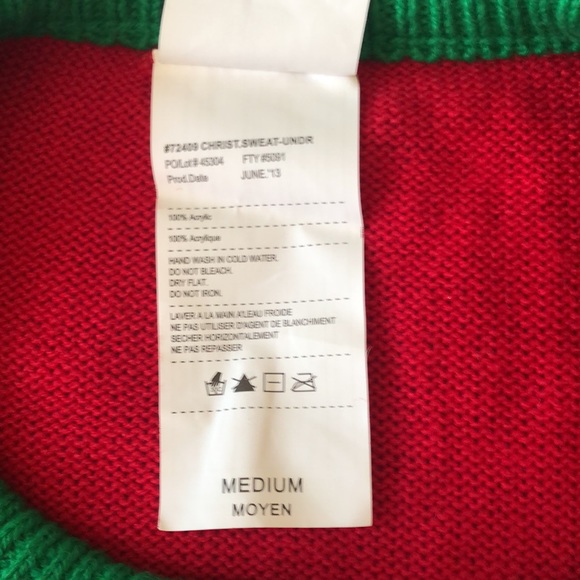 #72409 CHRIST.SWEAT-UNDR
PO/Lot# 45304 FTY #5091
Prod.Date JUNE.'13
100% Acrylic
100% Acrylique
HAND WASH IN COLD WATER.
DO NOT BLEACH.
DRY FLAT.
DO NOT IRON.
LAVER A LA MAIN A'LEAU FROIDE
NE PAS UTILISER D'AGENT DE BLANCHIMENT
SECHER HORIZONTALEMENT
NE PAS REPASSER
MEDIUM
MOYEN